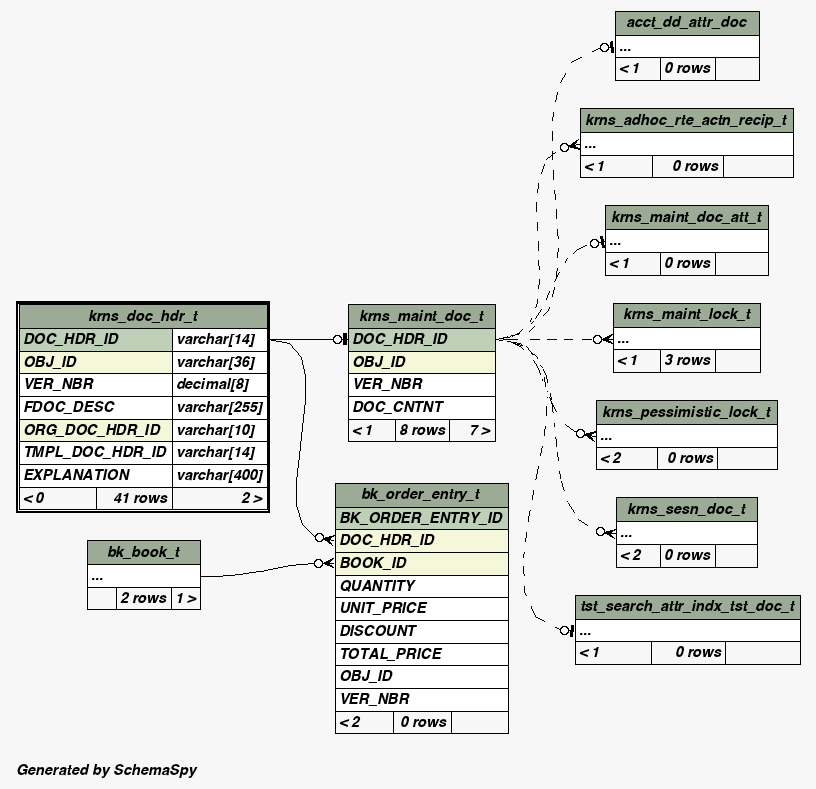 acct_dd_attr_doc
...
< 1 0 rows
krns_adhoc_rte_actn_recip_t
...
< 1 0 rows
krns_maint_doc_att_t
...
< 1 0 rows
krns_doc_hdr_t
DOC_HDR_ID varchar[14]
OBJ_ID varchar[36]
VER_NBR decimal[8]
FDOC_DESC varchar[255]
ORG_DOC_HDR_ID varchar[10]
TMPL_DOC_HDR_ID varchar[14]
EXPLANATION varchar[400]
< 0 41 rows 2 >
krns_maint_doc_t
DOC_HDR_ID
OBJ_ID
VER_NBR
DOC_CNTNT
< 1 8 rows 7 >
krns_maint_lock_t
...
< 1 3 rows
krns_pessimistic_lock_t
...
< 2 0 rows
bk_order_entry_t
BK_ORDER_ENTRY_ID
DOC_HDR_ID
BOOK_ID
QUANTITY
UNIT_PRICE
DISCOUNT
TOTAL_PRICE
OBJ_ID
VER_NBR
< 2 0 rows
krns_sesn_doc_t
...
< 2 0 rows
bk_book_t
...
2 rows 1 >
tst_search_attr_indx_tst_doc_t
...
< 1 0 rows
Generated by SchemaSpy